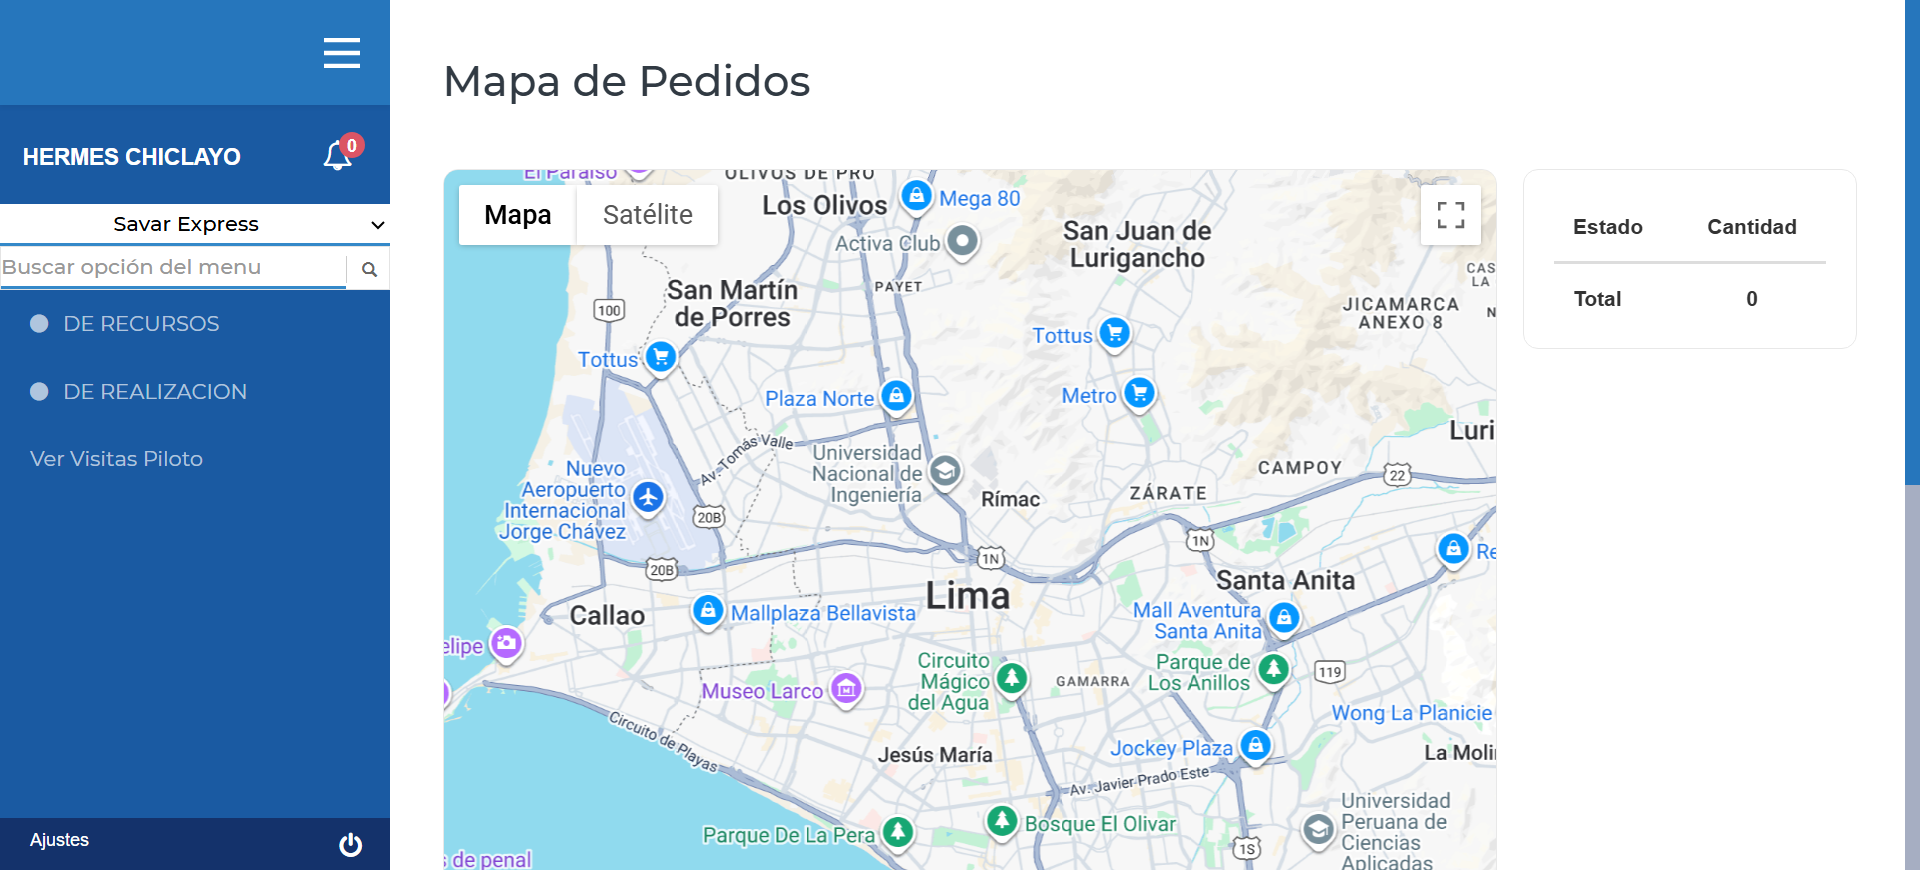 HERMES CHICLAYO
0
Savar Express
Buscar opción del menu
DE RECURSOS
DE REALIZACION
Ver Visitas Piloto
Ajustes
Mapa de Pedidos
Mapa
Satélite
El Paraíso
OLIVOS DE PRO
Los Olivos
Mega 80
Activa Club
San Juan de
Lurigancho
San Martín
de Porres
PAYET
100
JICAMARCA
ANEXO 8
CAS
LA
N
Tottus
Tottus
Plaza Norte
Metro
Luri
Av. Tomás Valle
Universidad
Nacional de
Ingeniería
CAMPOY
22
Nuevo
Aeropuerto
Internacional
Jorge Chávez
20B
Rímac
ZÁRATE
1N
1N
20B
Re
Lima
Santa Anita
Callao
Mallplaza Bellavista
Mall Aventura
Santa Anita
elipe
Circuito
Mágico
del Agua
Parque de
Los Anillos
119
GAMARRA
Museo Larco
Wong La Planicie
Circuito de Playas
Jesús María
Jockey Plaza
La Molin
Av. Javier Prado Este
Universidad
Peruana de
Ciencias
Aplicadas
Parque De La Pera
Bosque El Olivar
1S
s de penal
Estado Cantidad
Total 0